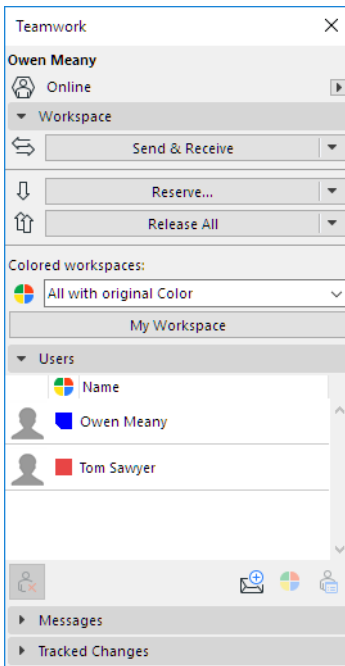 Teamwork
Owen Meany
Online
Workspace
Send & Receive
Reserve...
Release All
Colored workspaces:
All with original Color
My Workspace
Users
Name
Owen Meany
Tom Sawyer
Messages
Tracked Changes